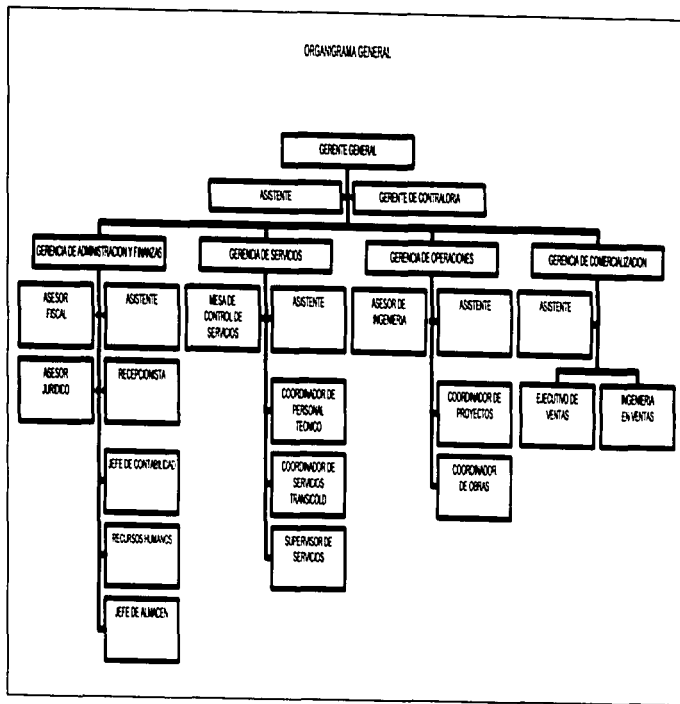 ORGANIGRAMA GENERAL
GERENTE GENERAL
ASISTENTE
GERENTE DE CONTRALORIA
GERENCIA DE ADMINISTRACION Y FINANZAS
GERENCIA DE SERVICIOS
GERENCIA DE OPERACIONES
GERENCIA DE COMERCIALIZACION
ASESOR
FISCAL
ASISTENTE
MESA DE
CONTROL DE
SERVICIOS
ASISTENTE
ASESOR DE
INGENIERIA
ASISTENTE
ASISTENTE
ASESOR
JURIDICO
RECEPCIONISTA
COORDINADOR DE
PERSONAL
TECNICO
COORDINADOR DE
PROYECTOS
EJECUTIVO DE
VENTAS
INGENIERIA
EN VENTAS
JEFE DE CONTABILIDAD
COORDINADOR DE
SERVICIOS
TRANSICOLD
COORDINADOR
DE OBRAS
RECURSOS HUMANOS
SUPERVISOR DE
SERVICIOS
JEFE DE ALMACEN